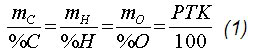 m_C/%C = m_H/%H = m_O/%O = PTK/100 (1)